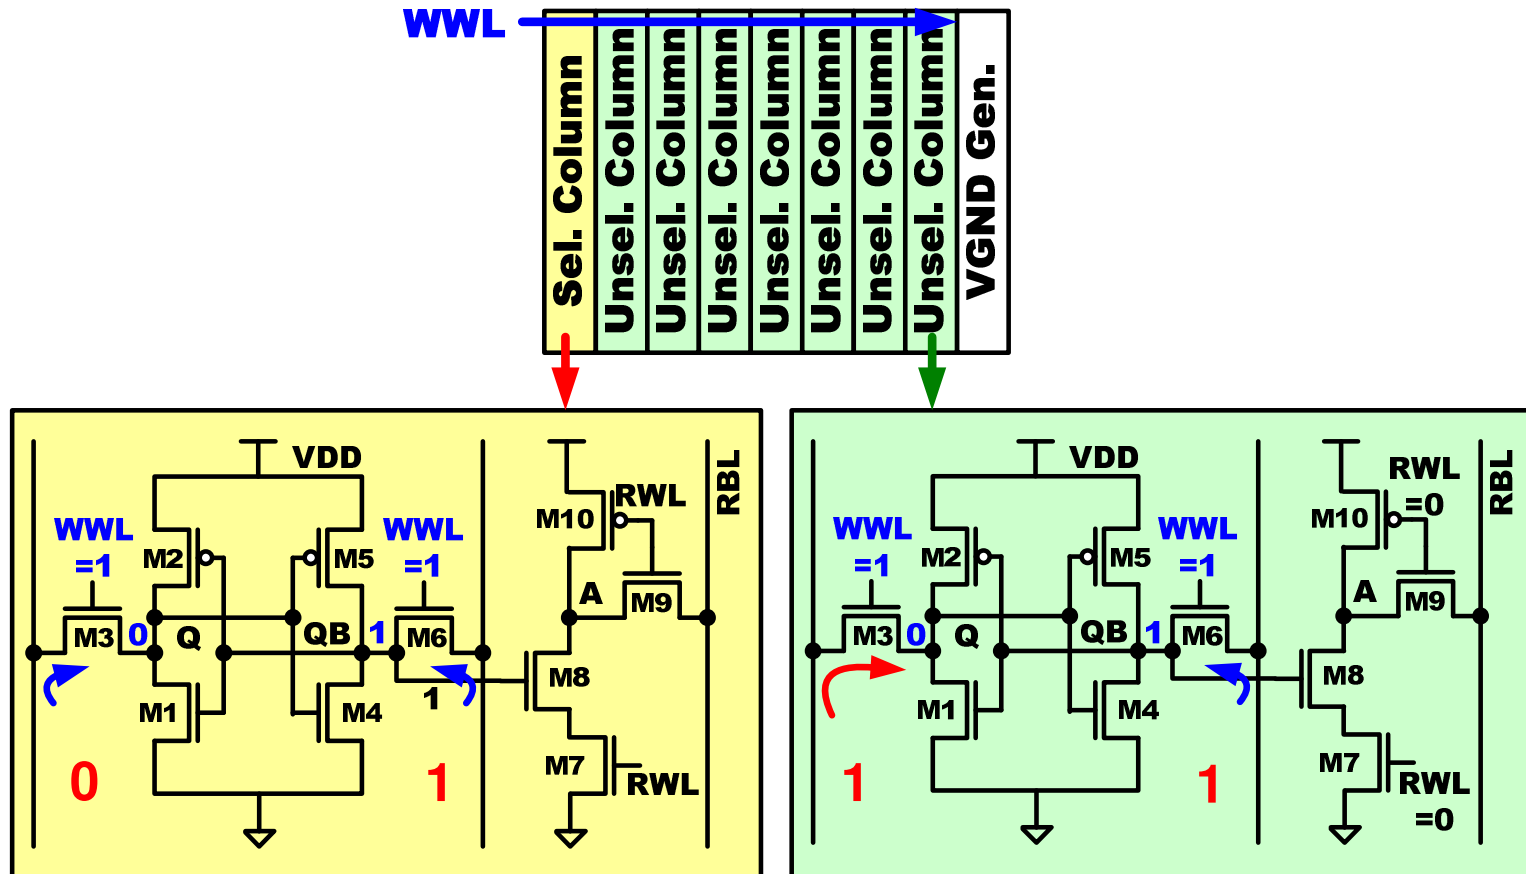 WWL
Sel. Column
Unsel. Column
Unsel. Column
Unsel. Column
Unsel. Column
Unsel. Column
Unsel. Column
Unsel. Column
VGND Gen.
VDD
RBL
RWL
M10
WWL
=1
WWL
=1
M2
M5
A
M9
M3
0
Q
QB
1
M6
M8
1
M1
M4
M7
RWL
0
1
VDD
RBL
RWL
=0
M10
WWL
=1
WWL
=1
M2
M5
A
M9
M3
0
Q
QB
1
M6
M8
M1
M4
M7
RWL
=0
1
1